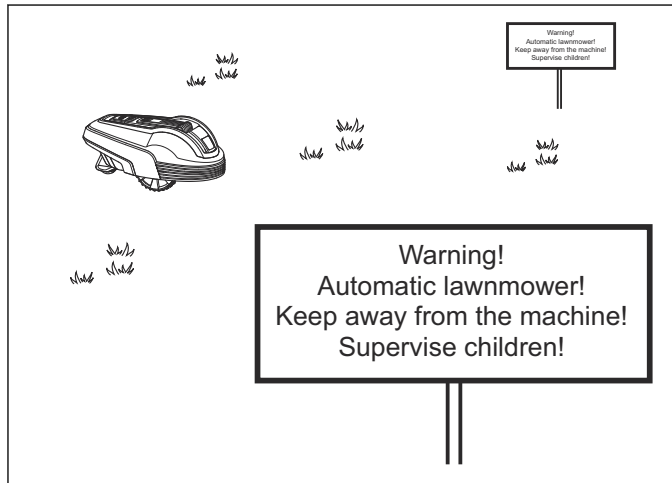 Warning!
Automatic lawnmower!
Keep away from the machine!
Supervise children!
Warning!
Automatic lawnmower!
Keep away from the machine!
Supervise children!